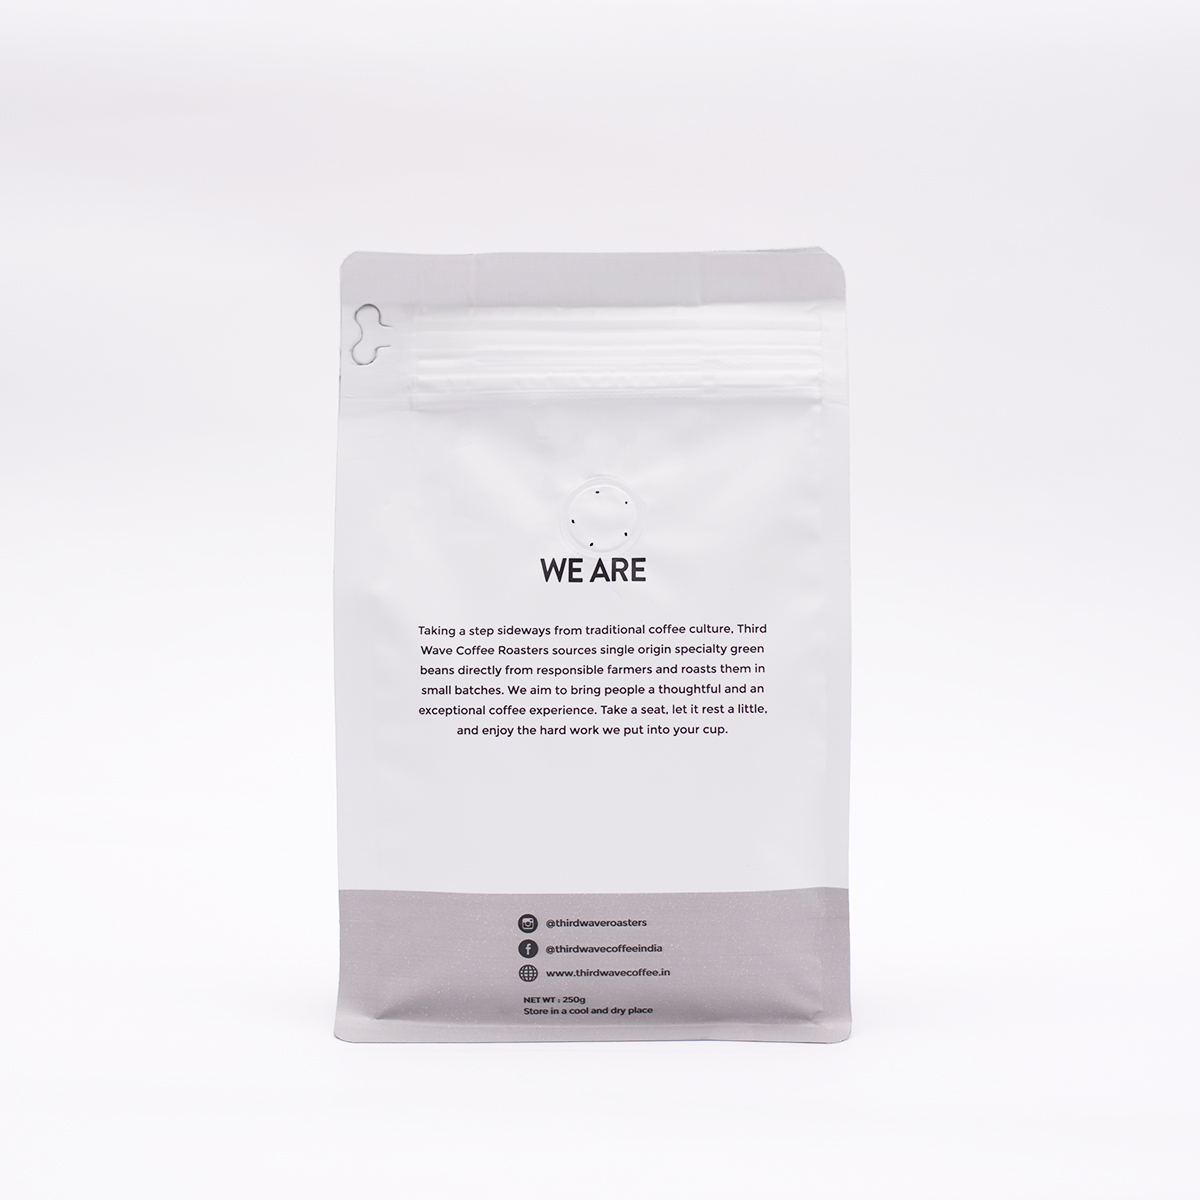 WE ARE
Taking a step sideways from traditional coffee culture, Third
Wave Coffee Roasters sources single origin specialty green
beans directly from responsible farmers and roasts them in
small batches. We aim to bring people a thoughtful and an
exceptional coffee experience. Take a seat, let it rest a little,
and enjoy the hard work we put into your cup.
@thirdwaveroasters
@thirdwavecoffeeindia
www.thirdwavecoffee.in
NET WT : 250g
Store in a cool and dry place